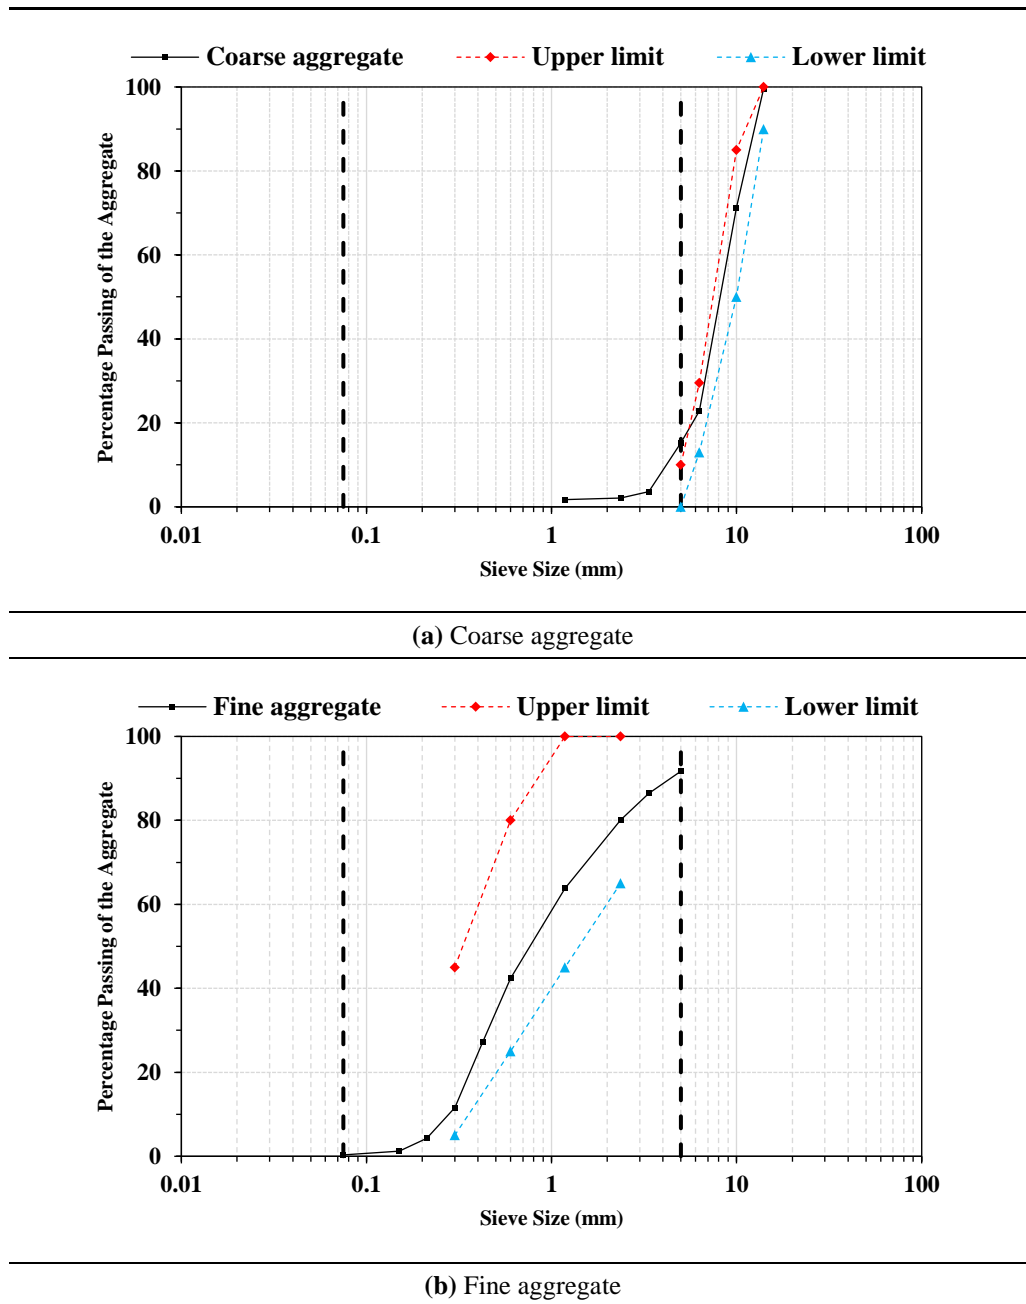 Coarse aggregate Upper limit Lower limit
100
80
60
40
20
0
Percentage Passing of the Aggregate
0.01 0.1 1 10 100
Sieve Size (mm)
(a) Coarse aggregate
Fine aggregate Upper limit Lower limit
100
80
60
40
20
0
Percentage Passing of the Aggregate
0.01 0.1 1 10 100
Sieve Size (mm)
(b) Fine aggregate